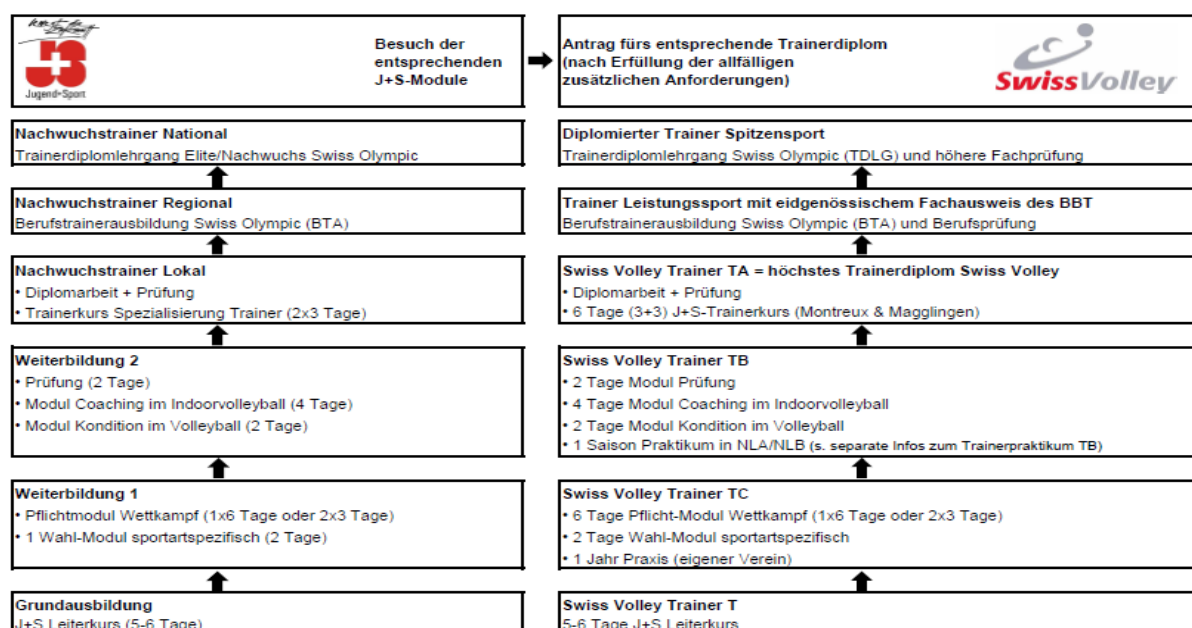 Jugend+Sport
Besuch der
entsprechenden
J+S-Module
Antrag fürs entsprechende Trainerdiplom
(nach Erfüllung der allfälligen
zusätzlichen Anforderungen)
SwissVolley
Nachwuchstrainer National
Trainerdiplomlehrgang Elite/Nachwuchs Swiss Olympic
Diplomierter Trainer Spitzensport
Trainerdiplomlehrgang Swiss Olympic (TDLG) und höhere Fachprüfung
Nachwuchstrainer Regional
Berufstrainerausbildung Swiss Olympic (BTA)
Trainer Leistungssport mit eidgenössischem Fachausweis des BBT
Berufstrainerausbildung Swiss Olympic (BTA) und Berufsprüfung
Nachwuchstrainer Lokal
• Diplomarbeit + Prüfung
• Trainerkurs Spezialisierung Trainer (2x3 Tage)
Swiss Volley Trainer TA = höchstes Trainerdiplom Swiss Volley
• Diplomarbeit + Prüfung
• 6 Tage (3+3) J+S-Trainerkurs (Montreux & Magglingen)
Weiterbildung 2
• Prüfung (2 Tage)
• Modul Coaching im Indoorvolleyball (4 Tage)
• Modul Kondition im Volleyball (2 Tage)
Swiss Volley Trainer TB
• 2 Tage Modul Prüfung
• 4 Tage Modul Coaching im Indoorvolleyball
• 2 Tage Modul Kondition im Volleyball
• 1 Saison Praktikum in NLA/NLB (s. separate Infos zum Trainerpraktikum TB)
Weiterbildung 1
• Pflichtmodul Wettkampf (1x6 Tage oder 2x3 Tage)
• 1 Wahl-Modul sportartspezifisch (2 Tage)
Swiss Volley Trainer TC
• 6 Tage Pflicht-Modul Wettkampf (1x6 Tage oder 2x3 Tage)
• 2 Tage Wahl-Modul sportartspezifisch
• 1 Jahr Praxis (eigener Verein)
Grundausbildung
J+S Leiterkurs (5-6 Tage)
Swiss Volley Trainer T
5-6 Tage J+S Leiterkurs